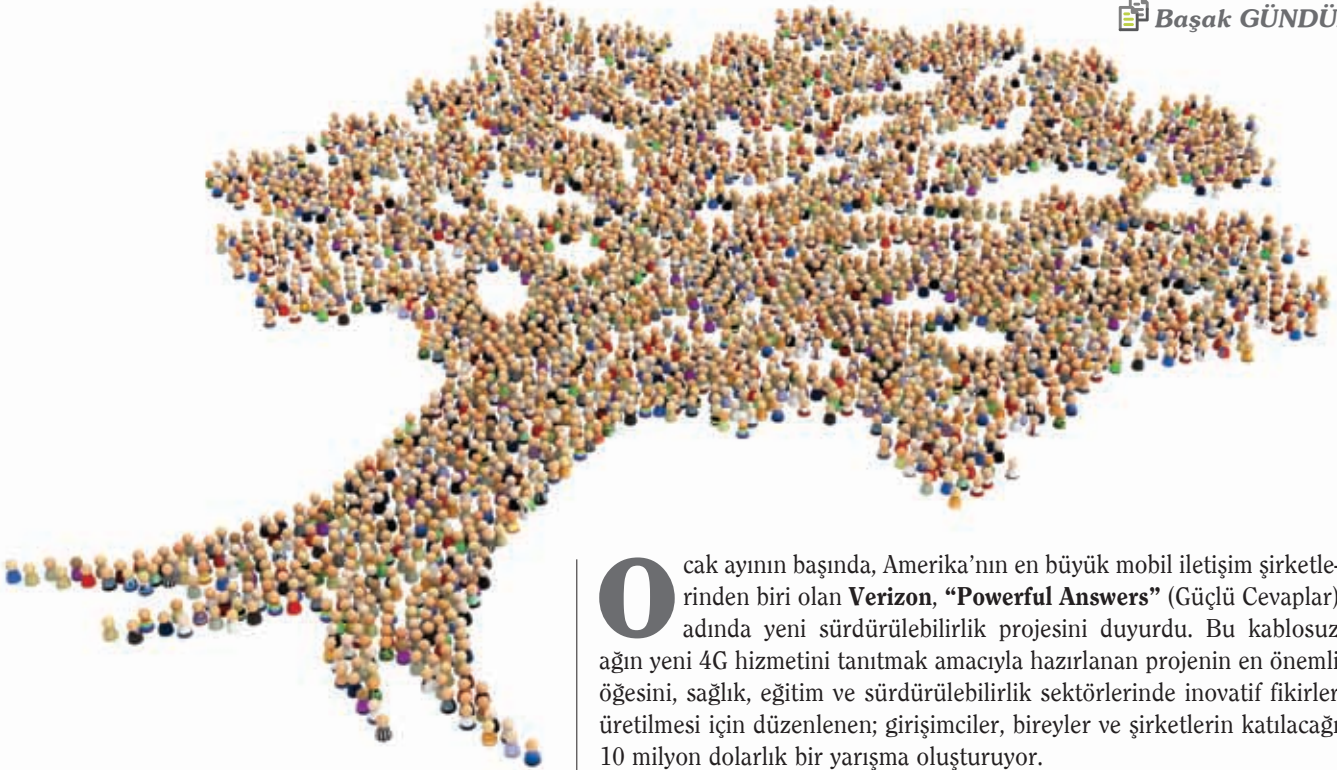 Başak GÜNDÜ
Ocak ayının başında, Amerika’nın en büyük mobil iletişim şirketle-
rinden biri olan Verizon, “Powerful Answers” (Güçlü Cevaplar)
adında yeni sürdürülebilirlik projesini duyurdu. Bu kablosuz
ağın yeni 4G hizmetini tanıtmak amacıyla hazırlanan projenin en önemli
öğesini, sağlık, eğitim ve sürdürülebilirlik sektörlerinde inovatif fikirler
üretilmesi için düzenlenen; girişimciler, bireyler ve şirketlerin katılacağı
10 milyon dolarlık bir yarışma oluşturuyor.